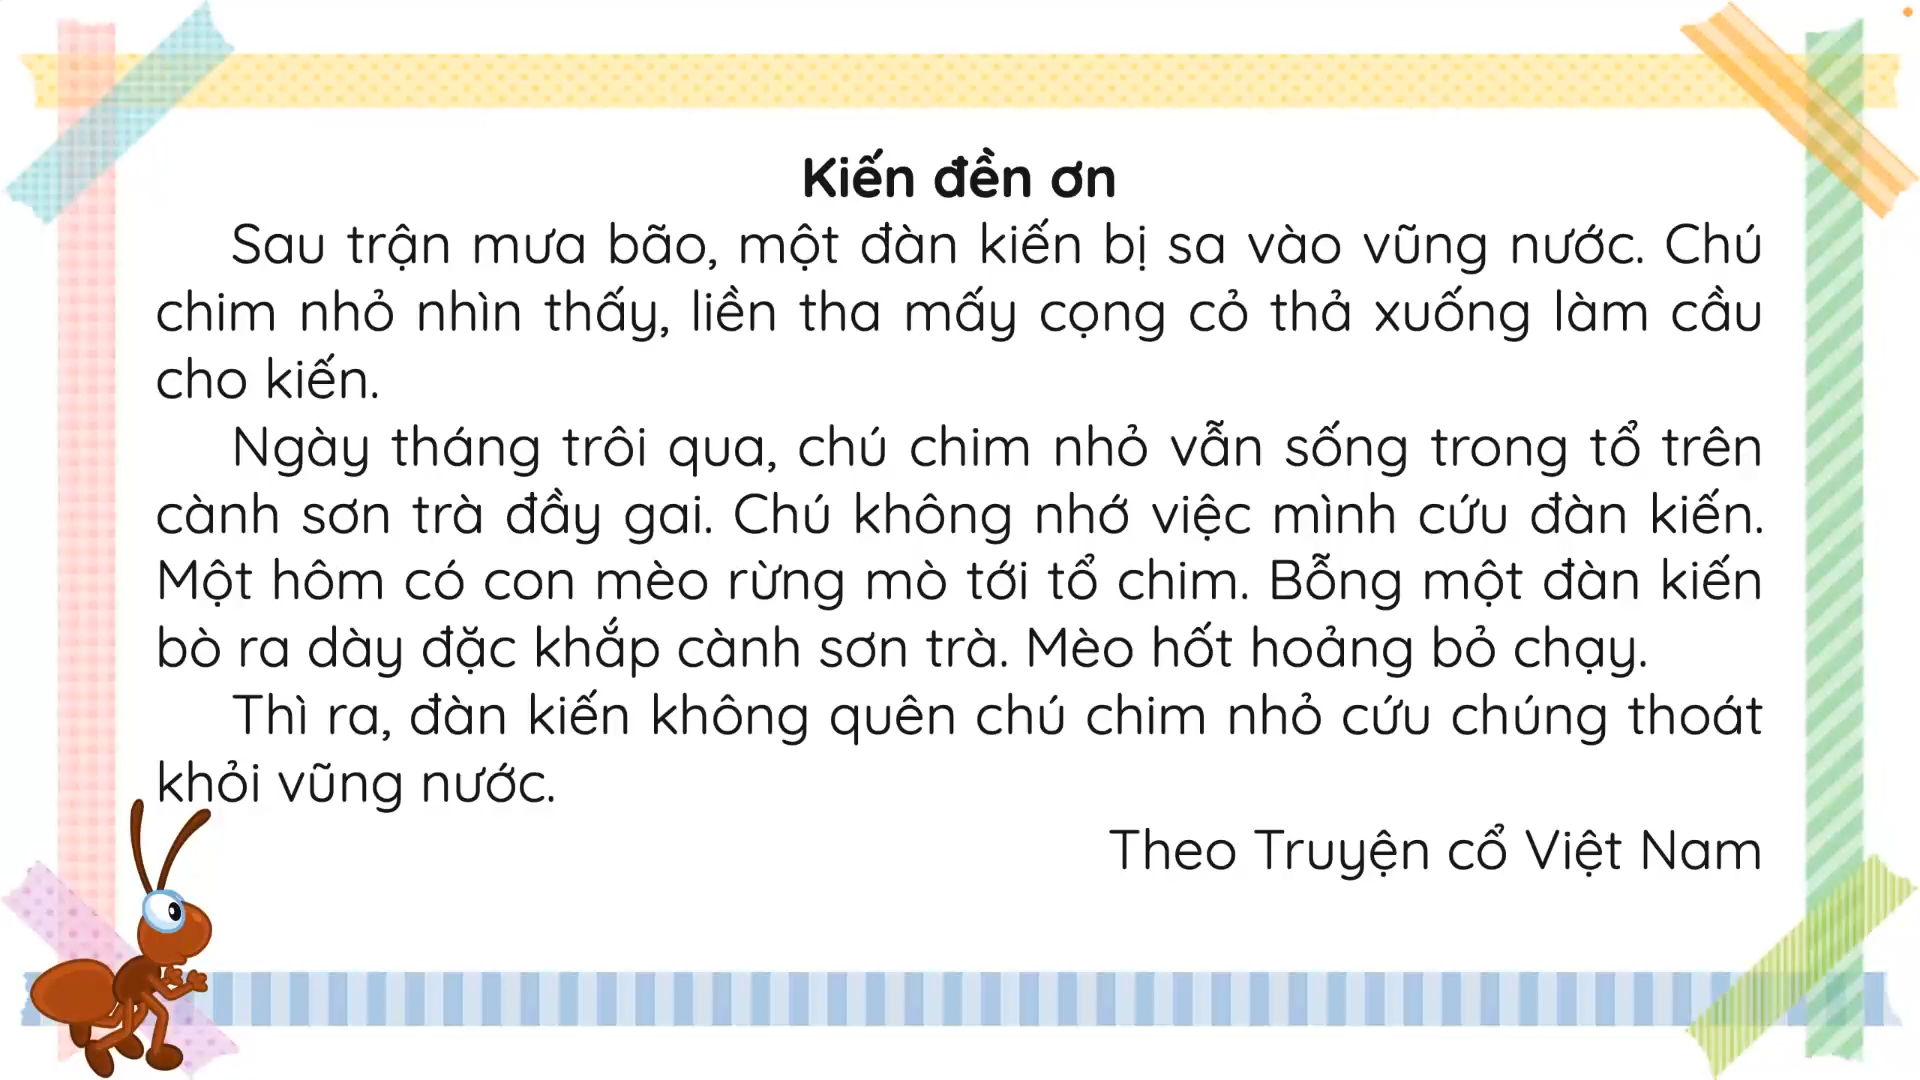 Kiến đền ơn
Sau trận mưa bão, một đàn kiến bị sa vào vũng nước. Chú
chim nhỏ nhìn thấy, liền tha mấy cọng cỏ thả xuống làm cầu
cho kiến.
Ngày tháng trôi qua, chú chim nhỏ vẫn sống trong tổ trên
cành sơn trà đầy gai. Chú không nhớ việc mình cứu đàn kiến.
Một hôm có con mèo rừng mò tới tổ chim. Bỗng một đàn kiến
bò ra dày đặc khắp cành sơn trà. Mèo hốt hoảng bỏ chạy.
Thì ra, đàn kiến không quên chú chim nhỏ cứu chúng thoát
khỏi vũng nước.
Theo Truyện cổ Việt Nam